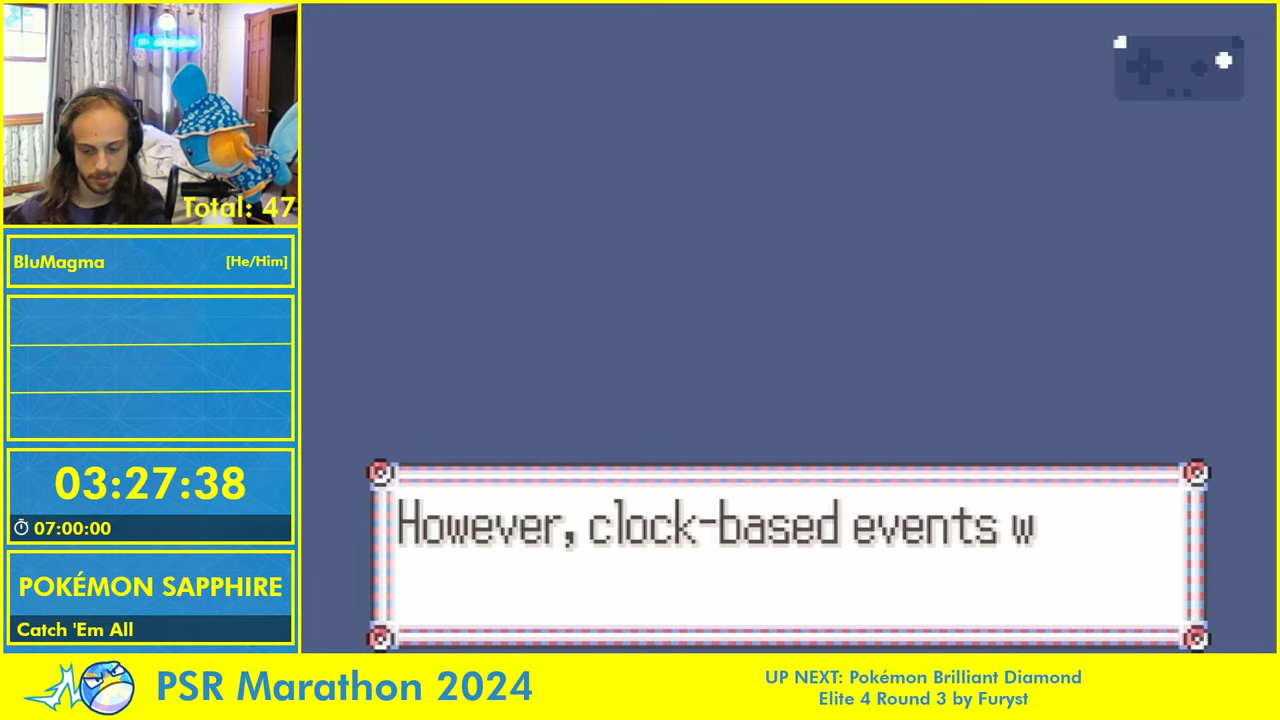 Total: 47
BluMagma [He/Him]
03:27:38
07:00:00
POKÉMON SAPPHIRE
Catch 'Em All
However, clock-based events w
PSR Marathon 2024
UP NEXT: Pokémon Brilliant Diamond
Elite 4 Round 3 by Furyst